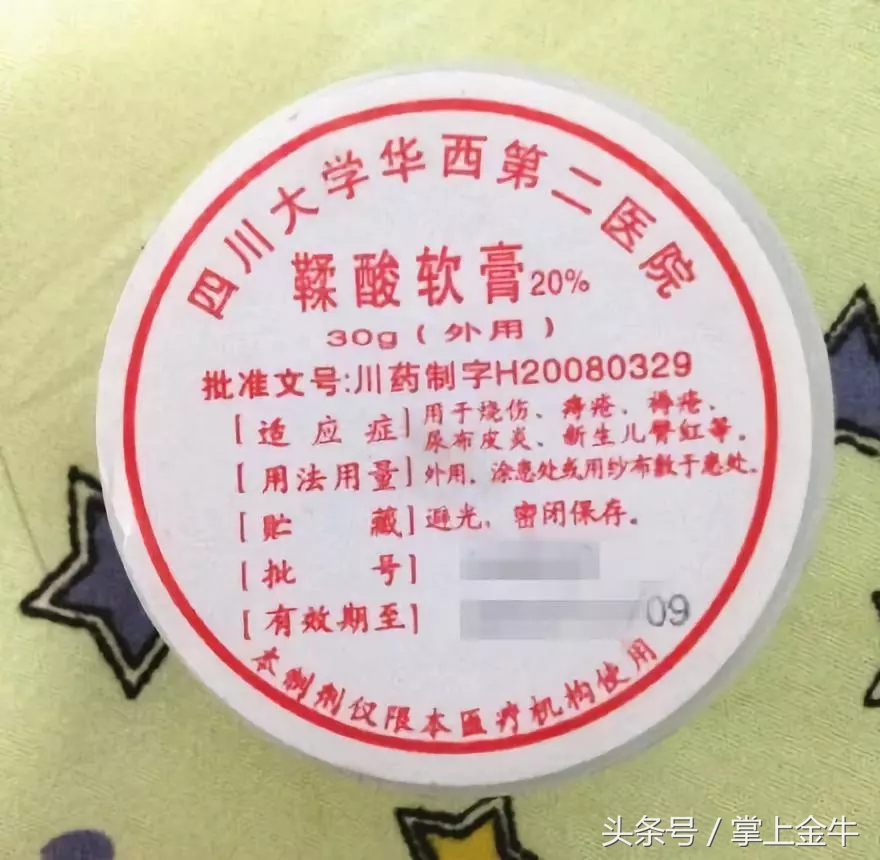 四川大学华西第二医院
鞣酸软膏20%
30g(外用)
批准文号:川药制字H20080329
[适应症]用于烧伤、痔疮、褥疮、
尿布皮炎、新生儿臀红等。
[用法用量]外用,涂患处或用纱布敷于患处。
[贮藏]避光,密闭保存。
[批号]
[有效期至] /09
本制剂仅限本医疗机构使用
头条号/掌上金牛